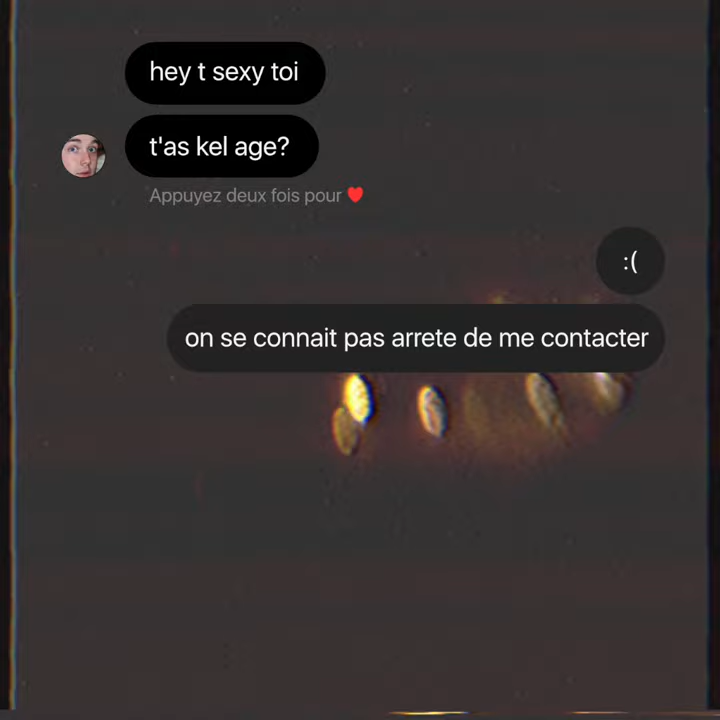 hey t sexy toi
t'as kel age?
Appuyez deux fois pour ❤️
:(
on se connait pas arrete de me contacter